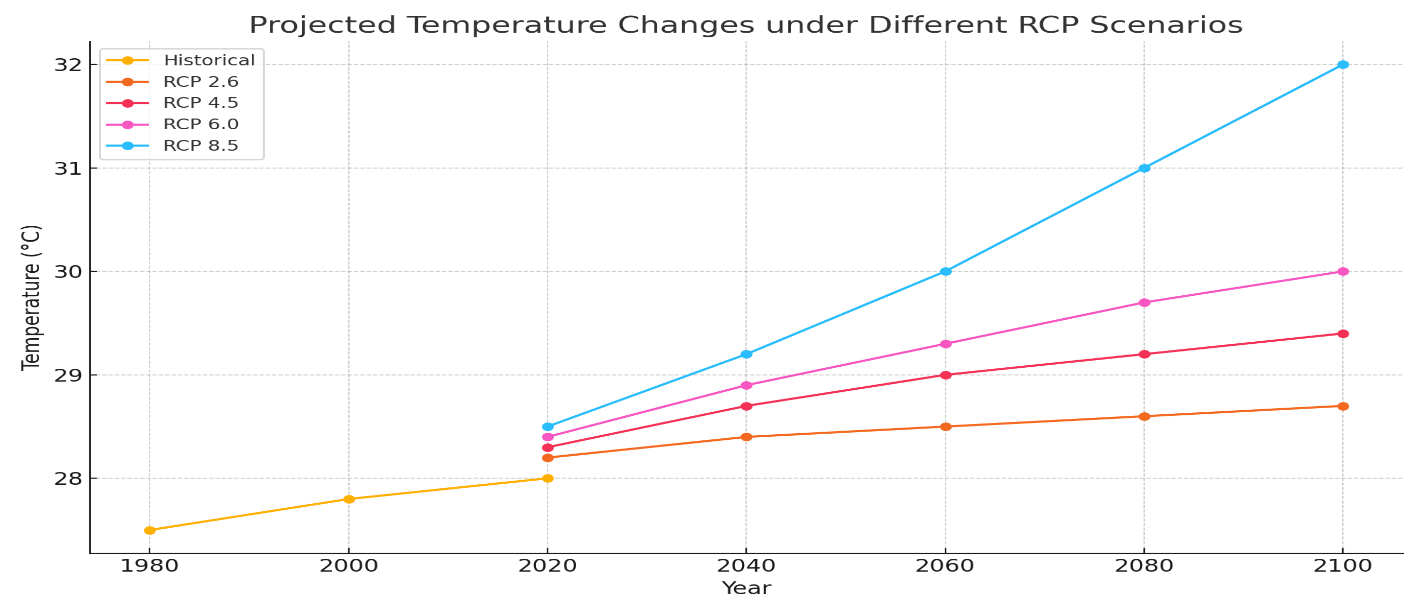 Projected Temperature Changes under Different RCP Scenarios
Historical
RCP 2.6
RCP 4.5
RCP 6.0
RCP 8.5
Temperature (°C)
32
31
30
29
28
1980 2000 2020 2040 2060 2080 2100
Year